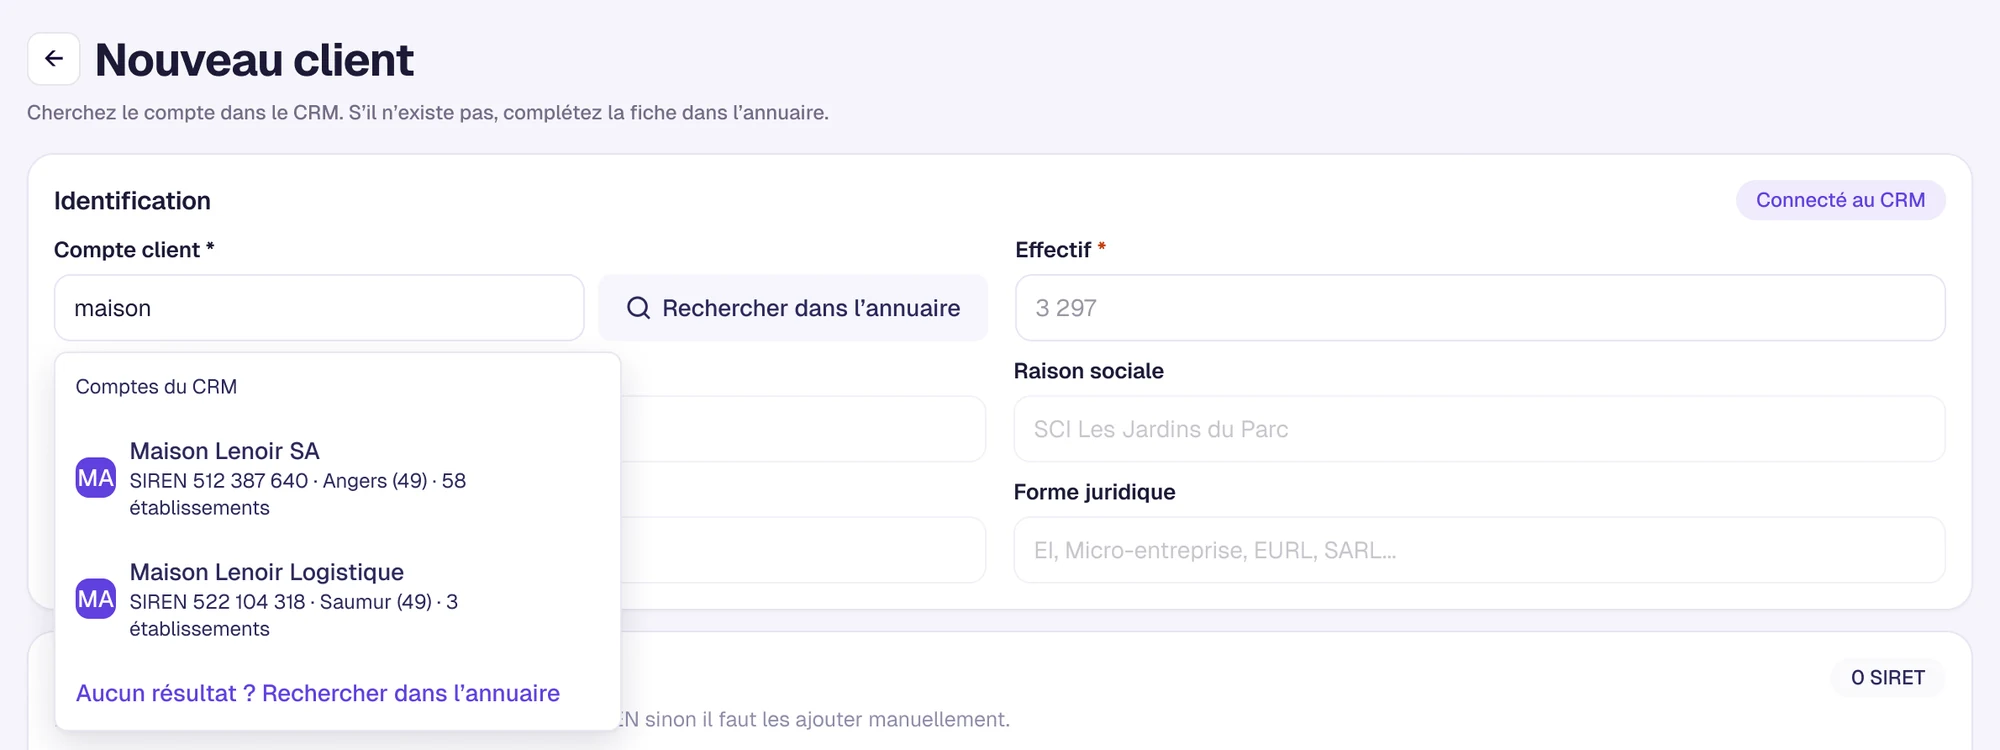 Nouveau client
Cherchez le compte dans le CRM. S’il n’existe pas, complétez la fiche dans l’annuaire.
Identification
Connecté au CRM
Compte client *
Effectif *
maison
Rechercher dans l’annuaire
3 297
Comptes du CRM
Raison sociale
SCI Les Jardins du Parc
MA
Maison Lenoir SA
SIREN 512 387 640 · Angers (49) · 58
établissements
Forme juridique
EI, Micro-entreprise, EURL, SARL...
MA
Maison Lenoir Logistique
SIREN 522 104 318 · Saumur (49) · 3
établissements
Aucun résultat ? Rechercher dans l’annuaire
0 SIRET
sinon il faut les ajouter manuellement.